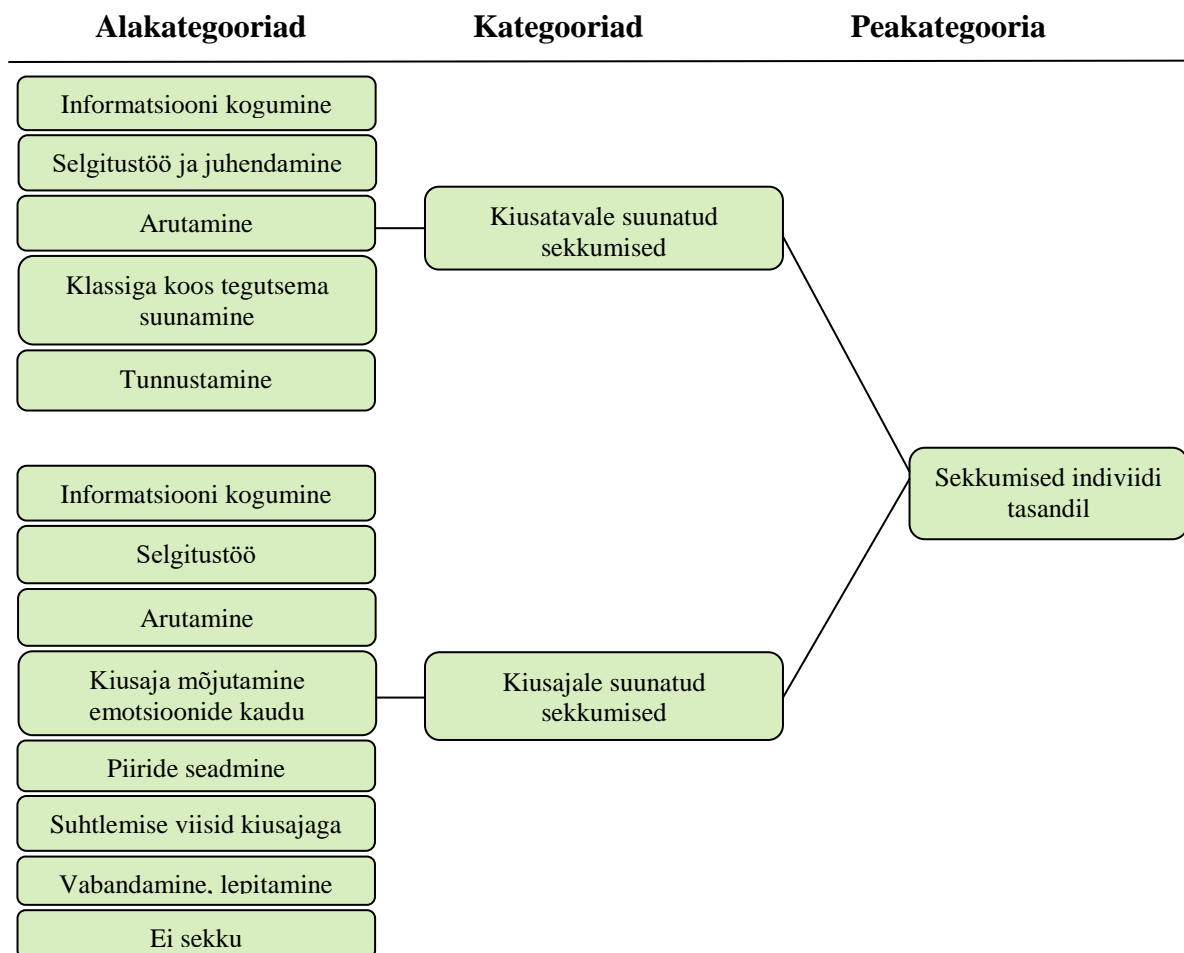 Alakategooriad Kategooriad Peakategooria
Informatsiooni kogumine
Selgitustöö ja juhendamine
Arutamine
Klassiga koos tegutsema
suunamine
Tunnustamine
Kiusatavale suunatud
sekkumised
Informatsiooni kogumine
Selgitustöö
Arutamine
Kiusaja mõjutamine
emotsioonide kaudu
Piiride seadmine
Suhtlemise viisid kiusajaga
Vabandamine, lepitamine
Ei sekku
Kiusajale suunatud
sekkumised
Sekkumised indiviidi
tasandil